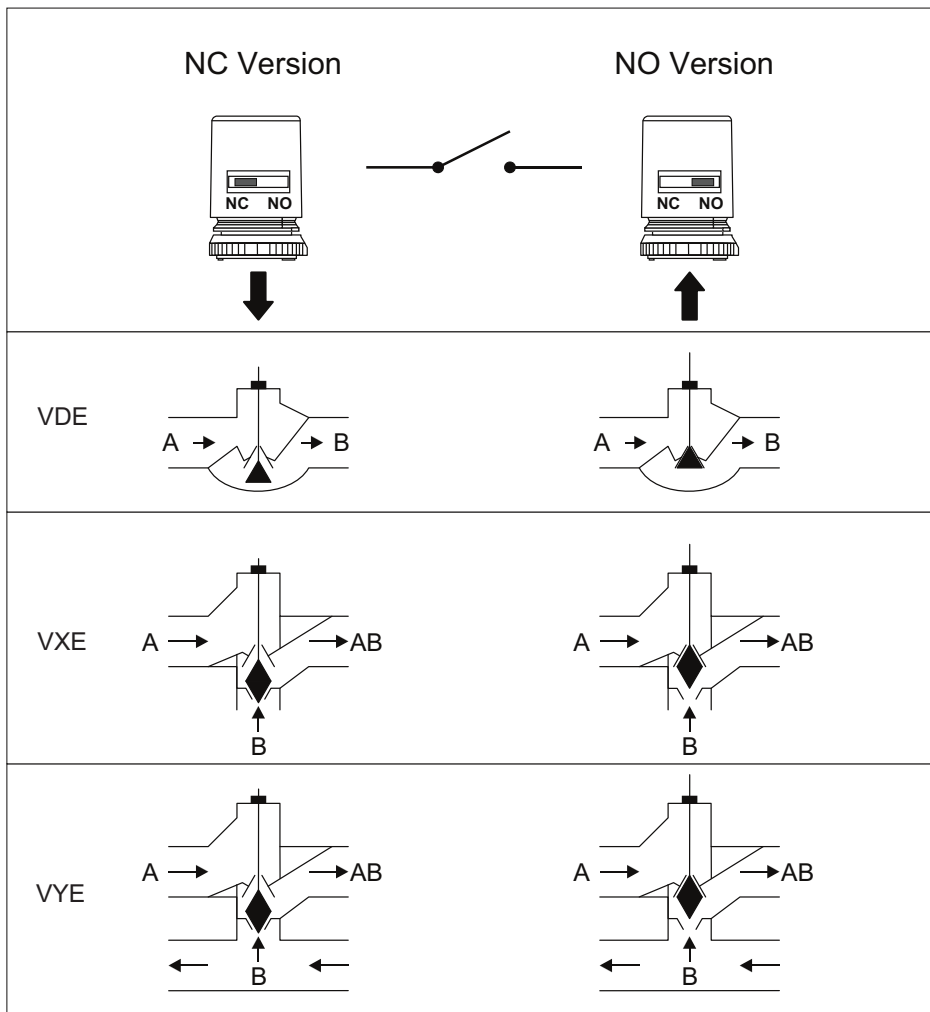 NC Version NO Version
NC NO NC NO
VDE
A B A B
VXE
A AB A AB
B B
VYE
A AB A AB
B B